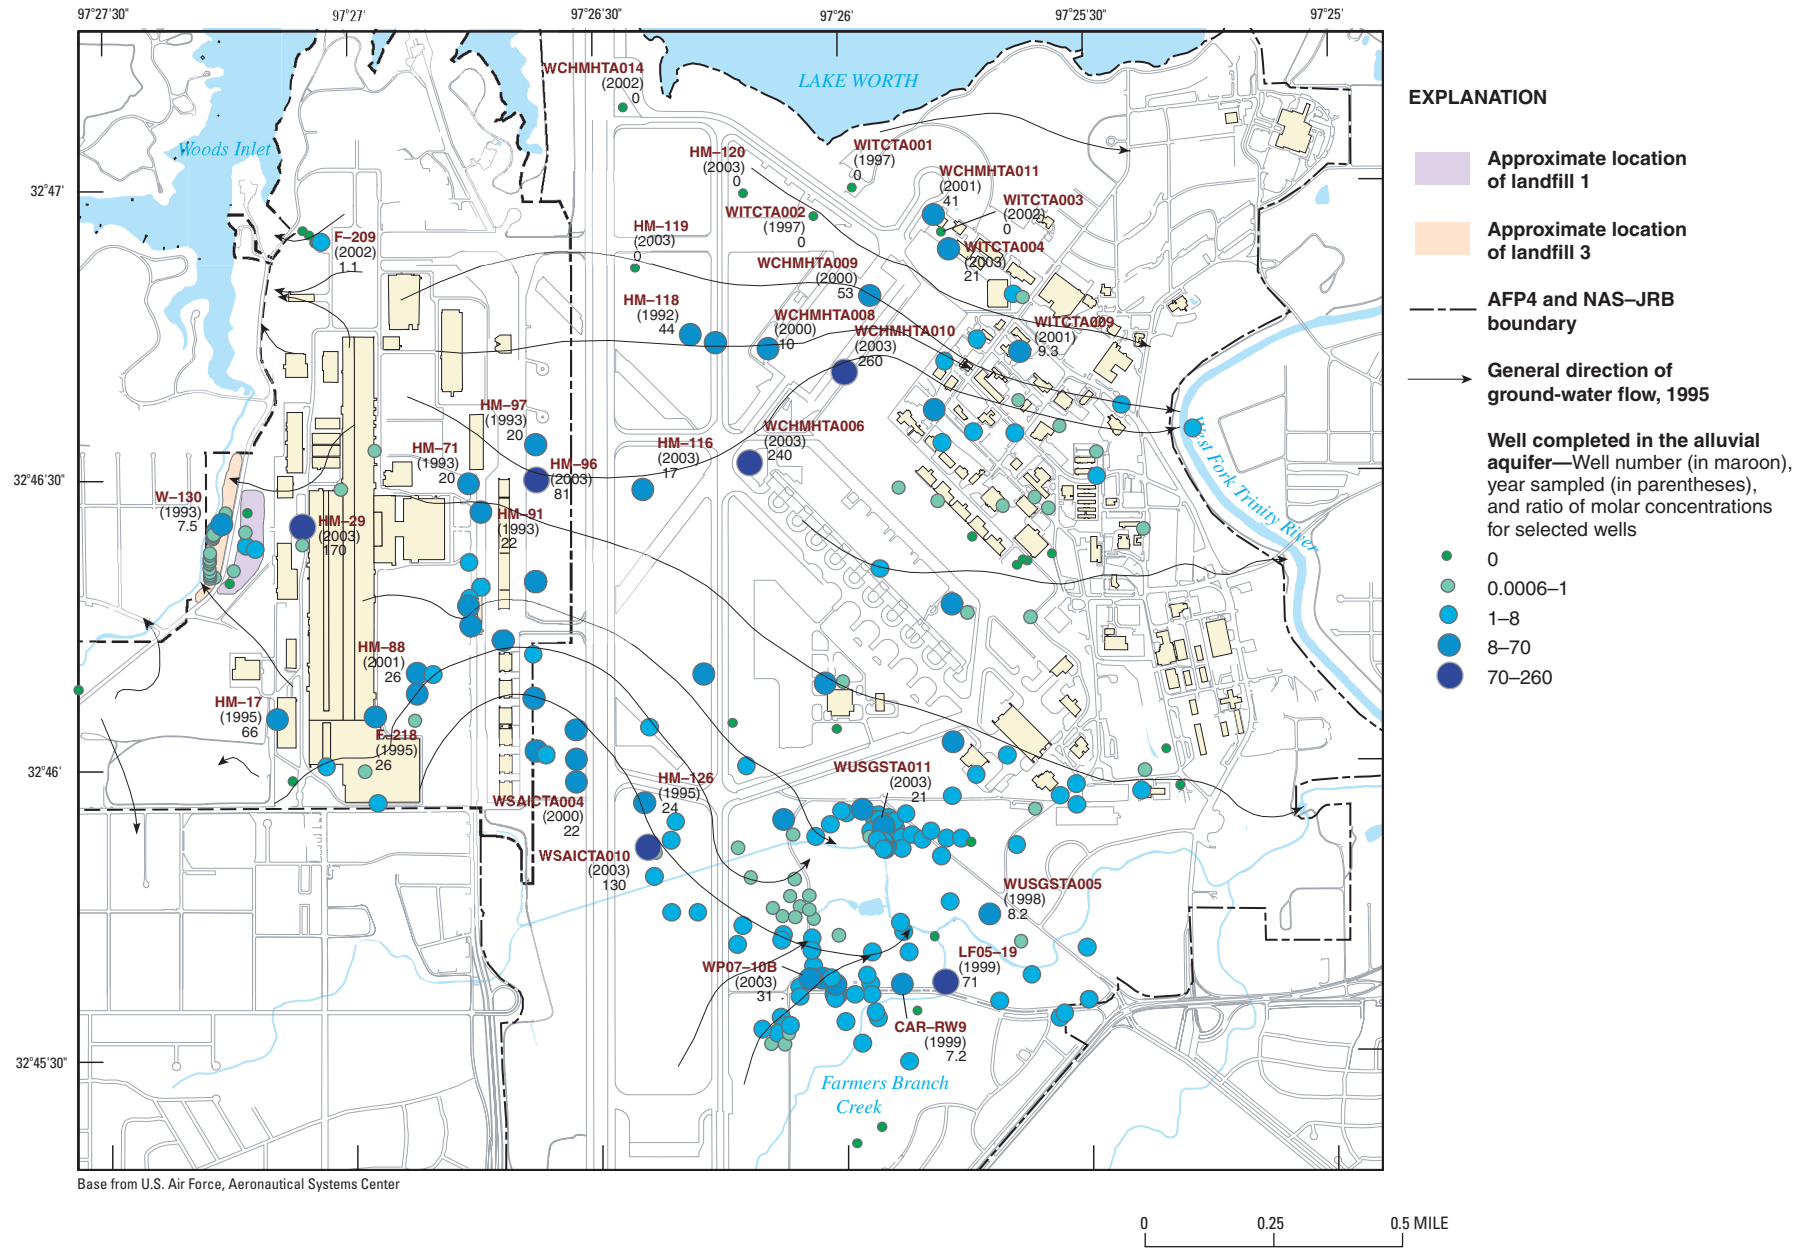 97°27'30"
97°27'
97°26'30"
97°26'
97°25'30"
97°25'
32°47'
32°46'30"
32°46'
32°45'30"
LAKE WORTH
Woods Inlet
West Fork Trinity River
Farmers Branch
Creek
WCHMHTA014
(2002)
0
HM–120
(2003)
0
WITCTA001
(1997)
0
WCHMHTA011
(2001)
41
WITCTA003
(2002)
0
WITCTA002
(1997)
0
HM–119
(2003)
0
WITCTA004
(2003)
21
F–209
(2002)
1.1
WCHMHTA009
(2000)
53
HM–118
(1992)
44
WCHMHTA008
(2000)
10
WCHMHTA010
(2003)
260
WITCTA009
(2001)
9.3
HM–97
(1993)
20
HM–71
(1993)
20
HM–96
(2003)
81
HM–116
(2003)
17
WCHMHTA006
(2003)
240
W–130
(1993)
7.5
HM–29
(2003)
170
HM–91
(1993)
22
HM–88
(2001)
26
HM–17
(1995)
66
F–218
(1995)
26
WSAICTA004
(2000)
22
HM–126
(1995)
24
WUSGSTA011
(2003)
21
WSAICTA010
(2003)
130
WUSGSTA005
(1998)
8.2
WP07–10B
(2003)
31
LF05–19
(1999)
71
CAR–RW9
(1999)
7.2
EXPLANATION
Approximate location
of landfill 1
Approximate location
of landfill 3
AFP4 and NAS–JRB
boundary
General direction of
ground-water flow, 1995
Well completed in the alluvial
aquifer—Well number (in maroon),
year sampled (in parentheses),
and ratio of molar concentrations
for selected wells
0
0.0006–1
1–8
8–70
70–260
Base from U.S. Air Force, Aeronautical Systems Center
0 0.25 0.5 MILE